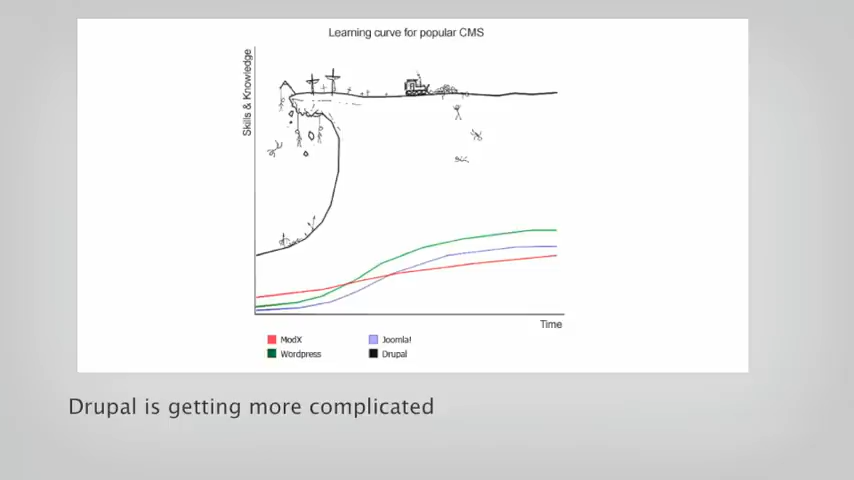 Learning curve for popular CMS
Skills & Knowledge
Time
ModX
Joomla!
Wordpress
Drupal
Drupal is getting more complicated